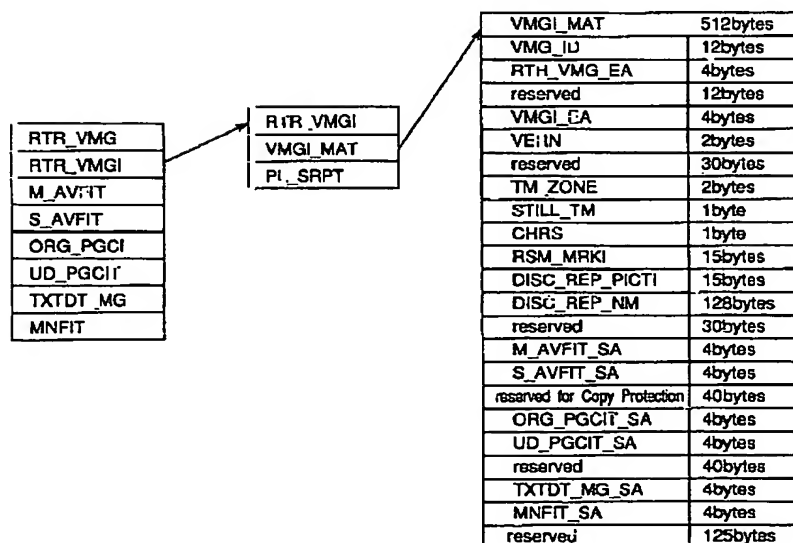 RTR_VMG
RTR_VMGI
M_AVFIT
S_AVFIT
ORG_PGCI
UD_PGCIT
TXTDT_MG
MNFIT
RTR_VMGI
VMGI_MAT
PL_SRPT
VMGI_MAT 512bytes
VMG_ID 12bytes
RTH_VMG_EA 4bytes
reserved 12bytes
VMGI_EA 4bytes
VERN 2bytes
reserved 30bytes
TM_ZONE 2bytes
STILL_TM 1byte
CHRS 1byte
RSM_MRKI 15bytes
DISC_REP_PICTI 15bytes
DISC_REP_NM 128bytes
reserved 30bytes
M_AVFIT_SA 4bytes
S_AVFIT_SA 4bytes
reserved for Copy Protection 40bytes
ORG_PGCIT_SA 4bytes
UD_PGCIT_SA 4bytes
reserved 40bytes
TXTDT_MG_SA 4bytes
MNFIT_SA 4bytes
reserved 125bytes